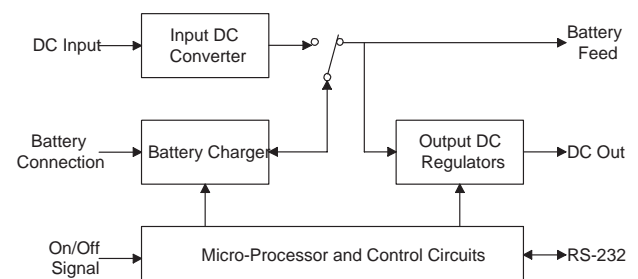 DC Input
Input DC
Converter
Battery
Feed
Battery
Connection
Battery Charger
Output DC
Regulators
DC Out
On/Off
Signal
Micro-Processor and Control Circuits
RS-232